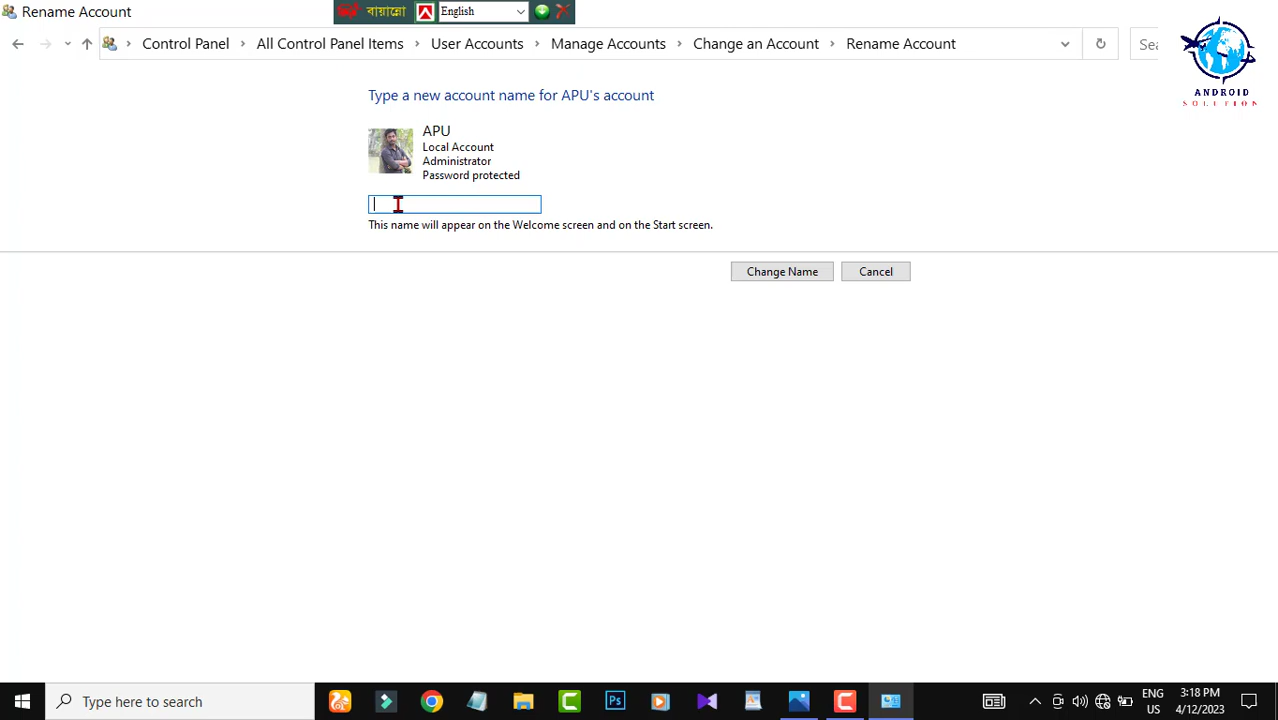 Rename Account
বায়ান্নো English
Control Panel > All Control Panel Items > User Accounts > Manage Accounts > Change an Account > Rename Account
Sea
ANDROID
SOLUTION
Type a new account name for APU's account
APU
Local Account
Administrator
Password protected
This name will appear on the Welcome screen and on the Start screen.
Change Name Cancel
Type here to search
Ps
ENG
US
3:18 PM
4/12/2023